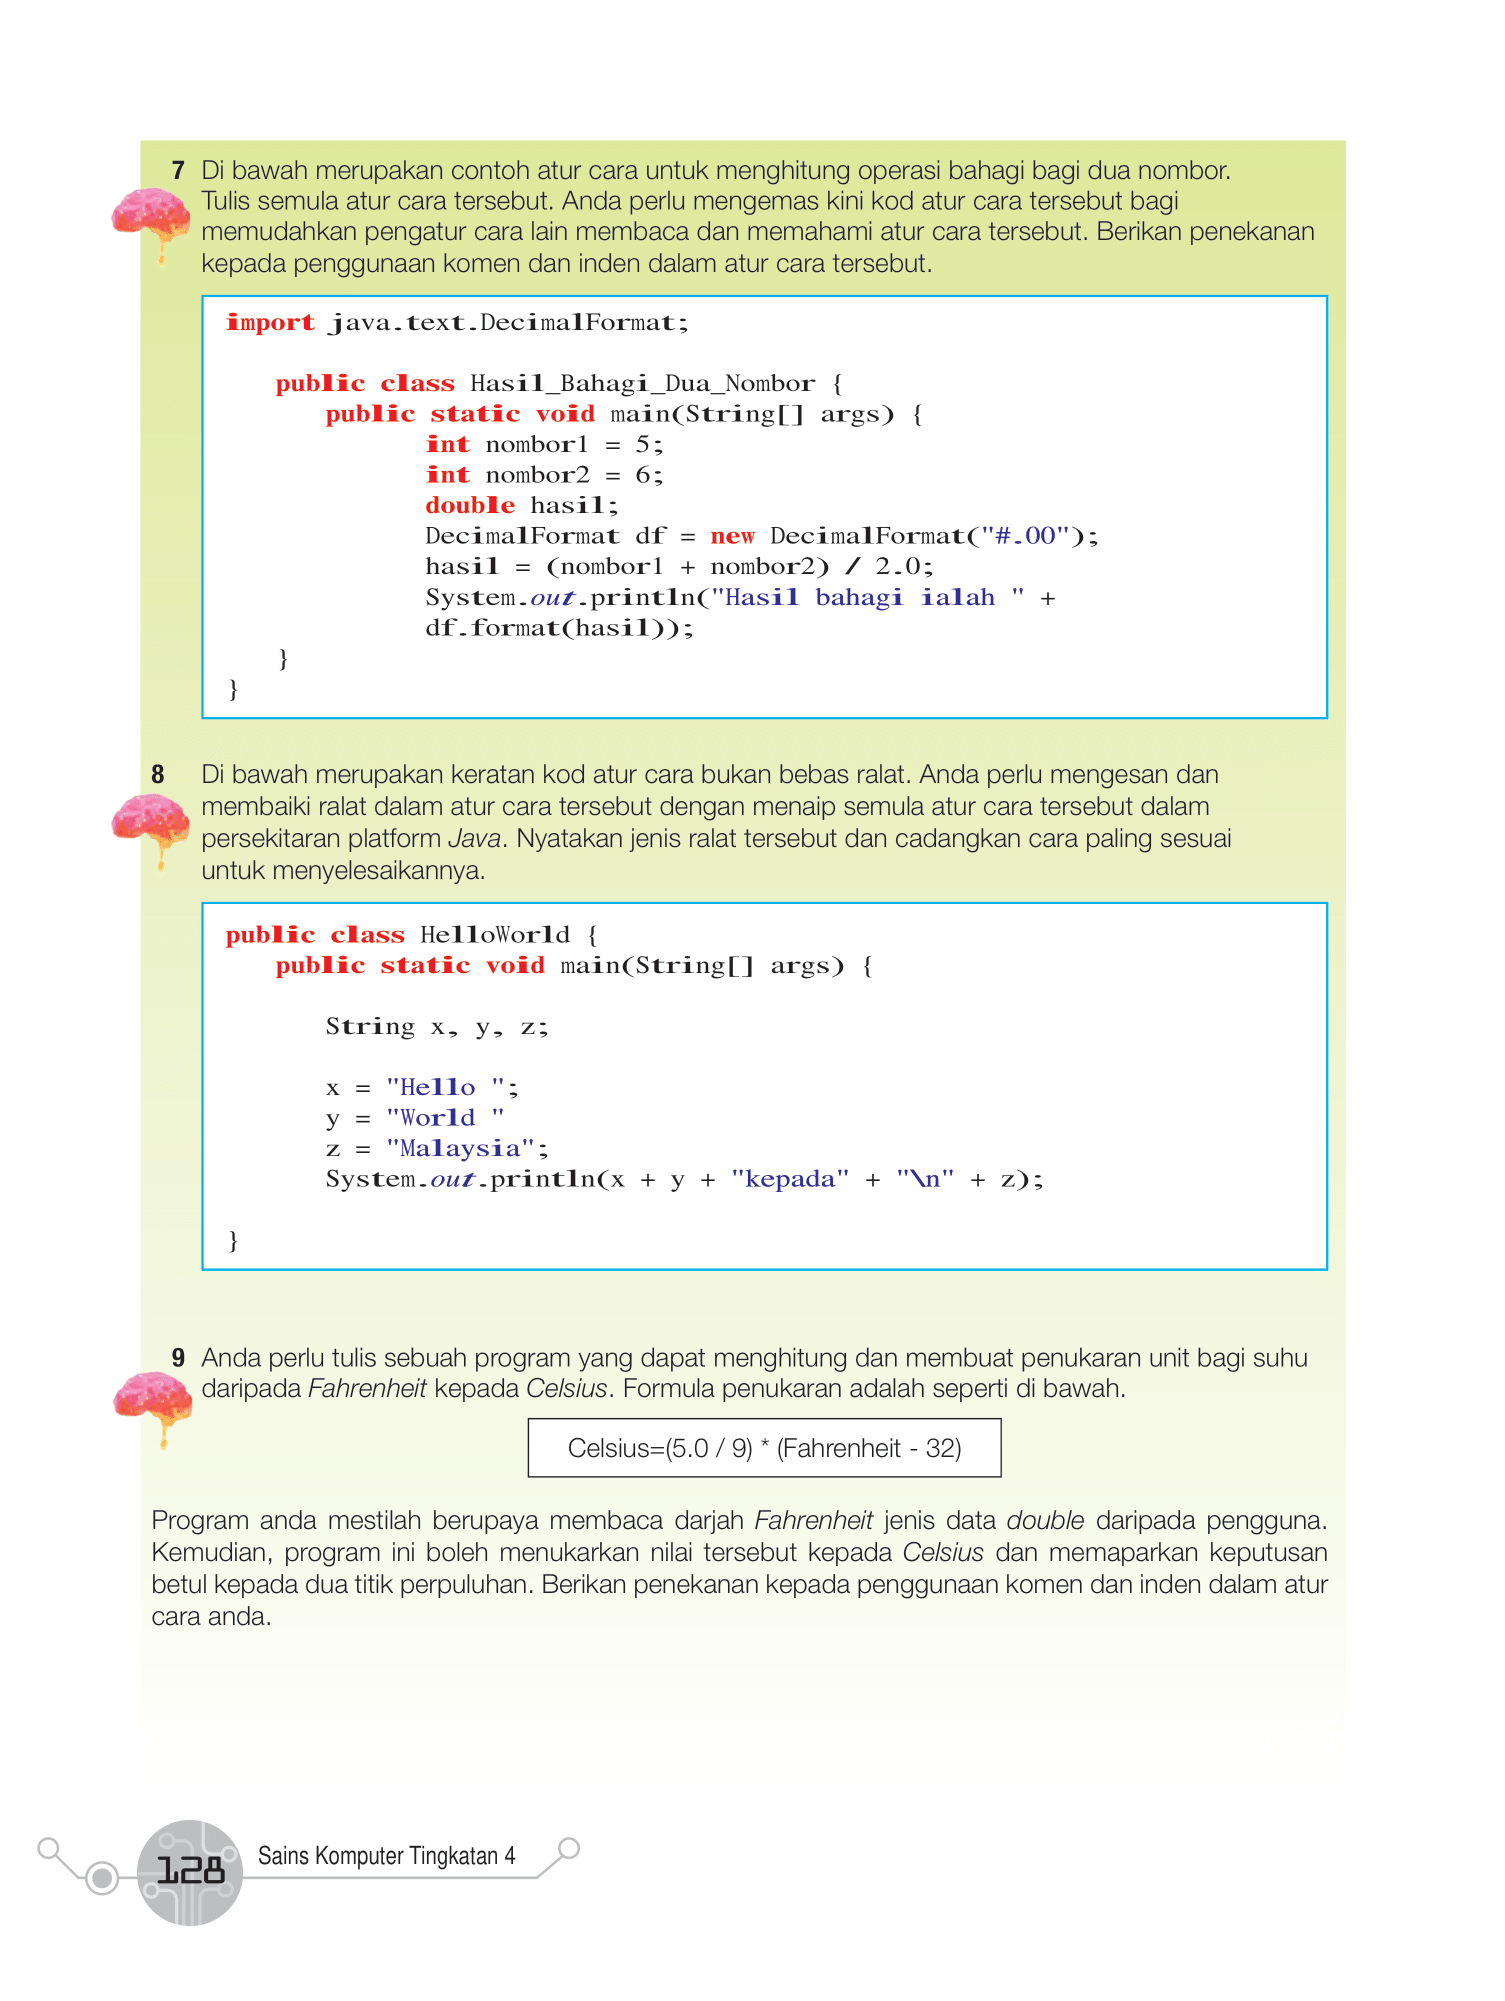 7 Di bawah merupakan contoh atur cara untuk menghitung operasi bahagi bagi dua nombor.
Tulis semula atur cara tersebut. Anda perlu mengemas kini kod atur cara tersebut bagi
memudahkan pengatur cara lain membaca dan memahami atur cara tersebut. Berikan penekanan
kepada penggunaan komen dan inden dalam atur cara tersebut.
import java.text.DecimalFormat;
public class Hasil_Bahagi_Dua_Nombor {
public static void main(String[] args) {
int nombor1 = 5;
int nombor2 = 6;
double hasil;
DecimalFormat df = new DecimalFormat("#.00");
hasil = (nombor1 + nombor2) / 2.0;
System.out.println("Hasil bahagi ialah " +
df.format(hasil));
}
}
8 Di bawah merupakan keratan kod atur cara bukan bebas ralat. Anda perlu mengesan dan
membaiki ralat dalam atur cara tersebut dengan menaip semula atur cara tersebut dalam
persekitaran platform Java. Nyatakan jenis ralat tersebut dan cadangkan cara paling sesuai
untuk menyelesaikannya.
public class HelloWorld {
public static void main(String[] args) {
String x, y, z;
x = "Hello ";
y = "World "
z = "Malaysia";
System.out.println(x + y + "kepada" + "\n" + z);
}
9 Anda perlu tulis sebuah program yang dapat menghitung dan membuat penukaran unit bagi suhu
daripada Fahrenheit kepada Celsius. Formula penukaran adalah seperti di bawah.
Celsius=(5.0 / 9) * (Fahrenheit - 32)
Program anda mestilah berupaya membaca darjah Fahrenheit jenis data double daripada pengguna.
Kemudian, program ini boleh menukarkan nilai tersebut kepada Celsius dan memaparkan keputusan
betul kepada dua titik perpuluhan. Berikan penekanan kepada penggunaan komen dan inden dalam atur
cara anda.
128 Sains Komputer Tingkatan 4